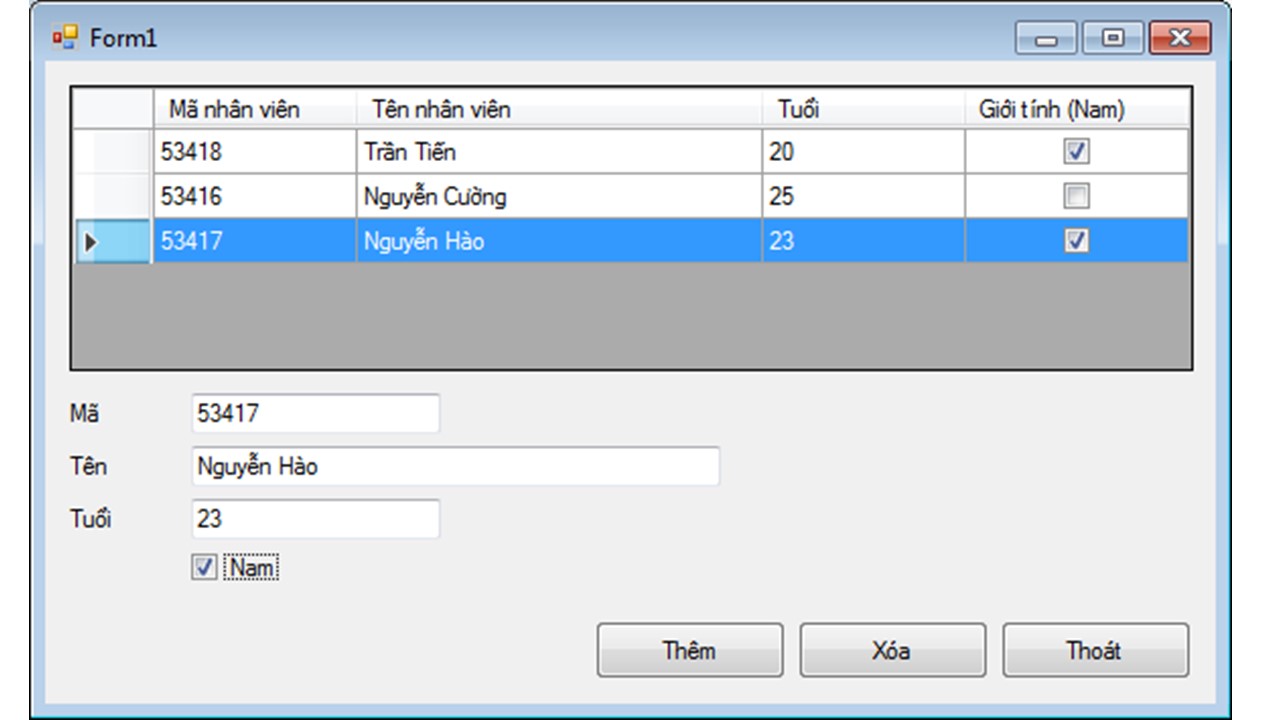 Form1
Mã nhân viên Tên nhân viên Tuổi Giới tính (Nam)
53418 Trần Tiến 20
53416 Nguyễn Cường 25
53417 Nguyễn Hào 23
Mã 53417
Tên Nguyễn Hào
Tuổi 23
Nam
Thêm Xóa Thoát